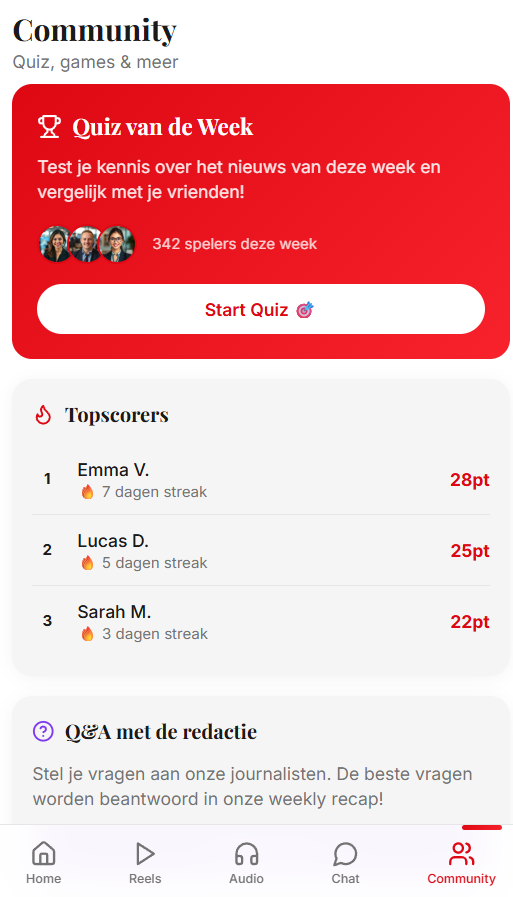 Community
Quiz, games & meer
Quiz van de Week
Test je kennis over het nieuws van deze week en
vergelijk met je vrienden!
342 spelers deze week
Start Quiz 🎯
Topscorers
1
Emma V.
🔥 7 dagen streak
28pt
2
Lucas D.
🔥 5 dagen streak
25pt
3
Sarah M.
🔥 3 dagen streak
22pt
Q&A met de redactie
Stel je vragen aan onze journalisten. De beste vragen
worden beantwoord in onze weekly recap!
Home
Reels
Audio
Chat
Community